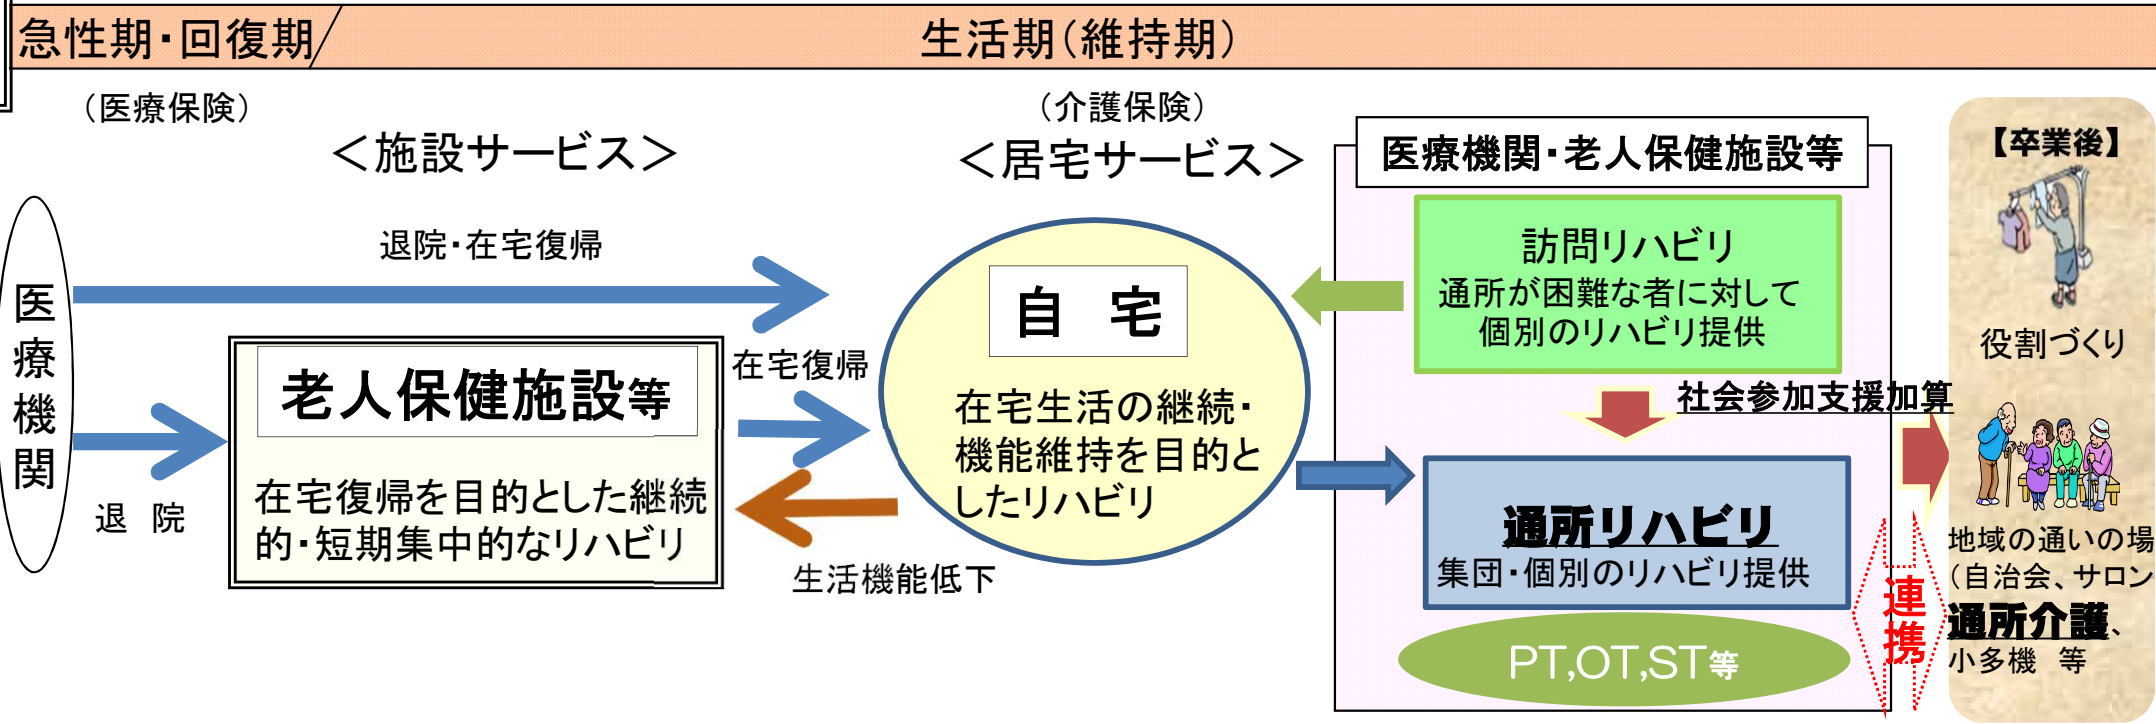 急性期・回復期
生活期(維持期)
(医療保険)
(介護保険)
＜施設サービス＞
＜居宅サービス＞
医療機関
退院・在宅復帰
退 院
老人保健施設等
在宅復帰を目的とした継続
的・短期集中的なリハビリ
在宅復帰
生活機能低下
自 宅
在宅生活の継続・
機能維持を目的と
したリハビリ
医療機関・老人保健施設等
訪問リハビリ
通所が困難な者に対して
個別のリハビリ提供
社会参加支援加算
通所リハビリ
集団・個別のリハビリ提供
PT,OT,ST等
連携
【卒業後】
役割づくり
地域の通いの場
(自治会、サロン
通所介護、
小多機 等